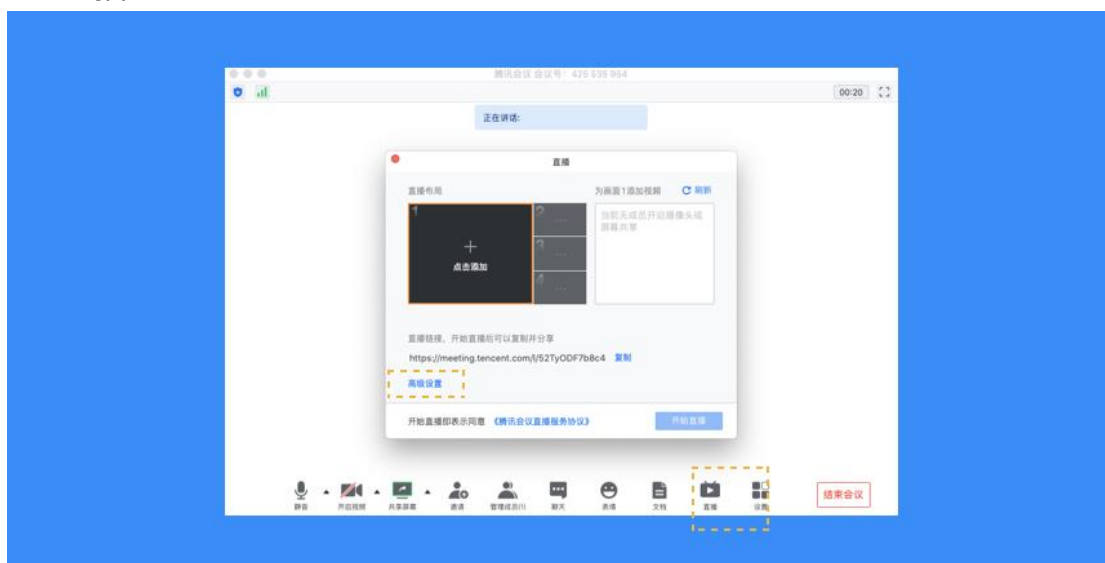 腾讯会议 会议号: 425 535 954
00:20
正在讲话:
直播
直播布局
为画面1添加视频
刷新
1
2
当前无成员开启摄像头或
屏幕共享
3
点击添加
4
直播链接，开始直播后可以复制并分享
https://meeting.tencent.com/l/52TyODF7b8c4 复制
高级设置
开始直播即表示同意 《腾讯会议直播服务协议》
开始直播
静音
开启视频
共享屏幕
邀请
管理成员(1)
聊天
表情
文档
直播
设置
结束会议